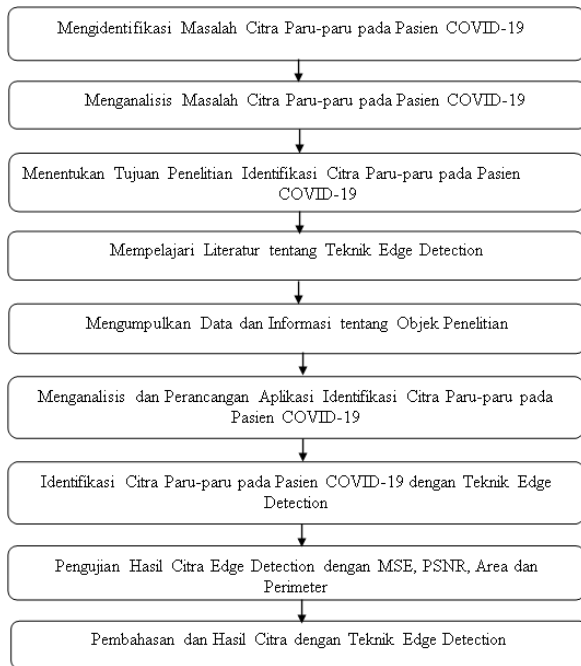 Mengidentifikasi Masalah Citra Paru-paru pada Pasien COVID-19
Menganalisis Masalah Citra Paru-paru pada Pasien COVID-19
Menentukan Tujuan Penelitian Identifikasi Citra Paru-paru pada Pasien
COVID-19
Mempelajari Literatur tentang Teknik Edge Detection
Mengumpulkan Data dan Informasi tentang Objek Penelitian
Menganalisis dan Perancangan Aplikasi Identifikasi Citra Paru-paru pada
Pasien COVID-19
Identifikasi Citra Paru-paru pada Pasien COVID-19 dengan Teknik Edge
Detection
Pengujian Hasil Citra Edge Detection dengan MSE, PSNR, Area dan
Perimeter
Pembahasan dan Hasil Citra dengan Teknik Edge Detection